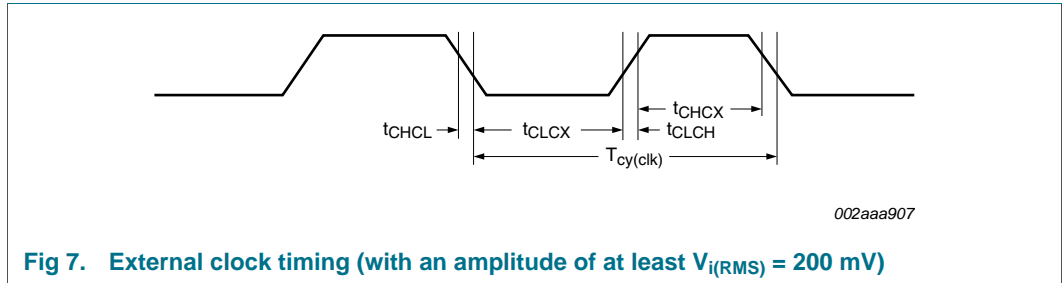 tCHCX
tCHCL tCLCX tCLCH
Tcy(clk)
002aaa907
Fig 7. External clock timing (with an amplitude of at least Vi(RMS) = 200 mV)